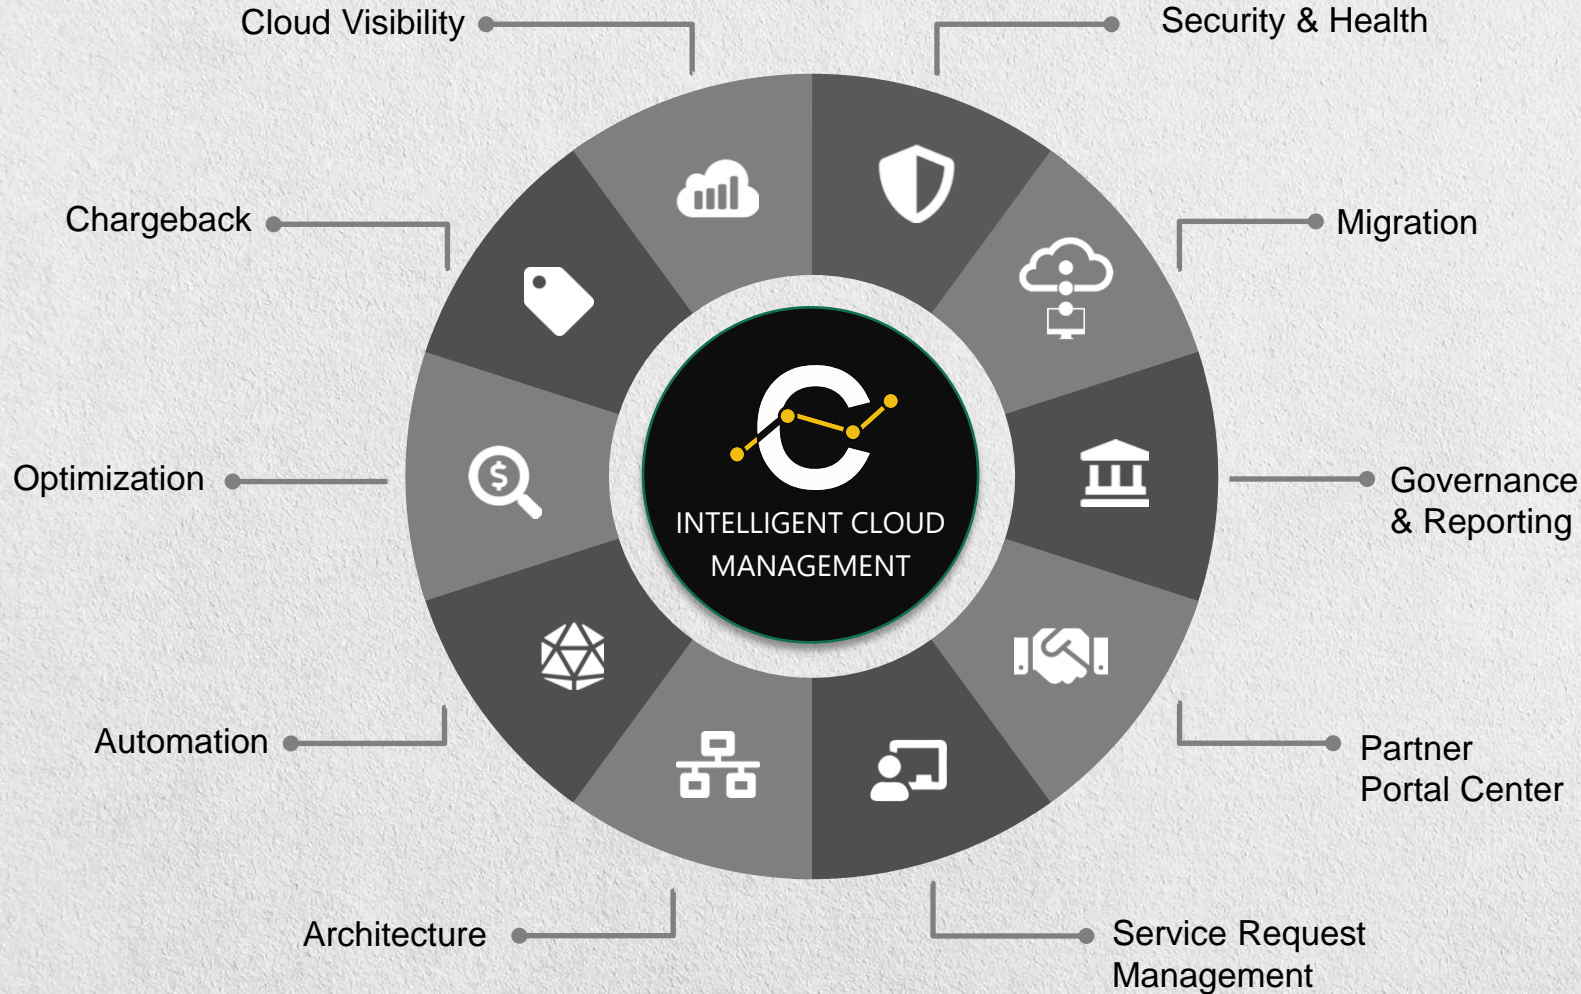 Cloud Visibility
Security & Health
Chargeback
Migration
INTELLIGENT CLOUD
MANAGEMENT
Optimization
Governance
& Reporting
Automation
Partner
Portal Center
Architecture
Service Request
Management